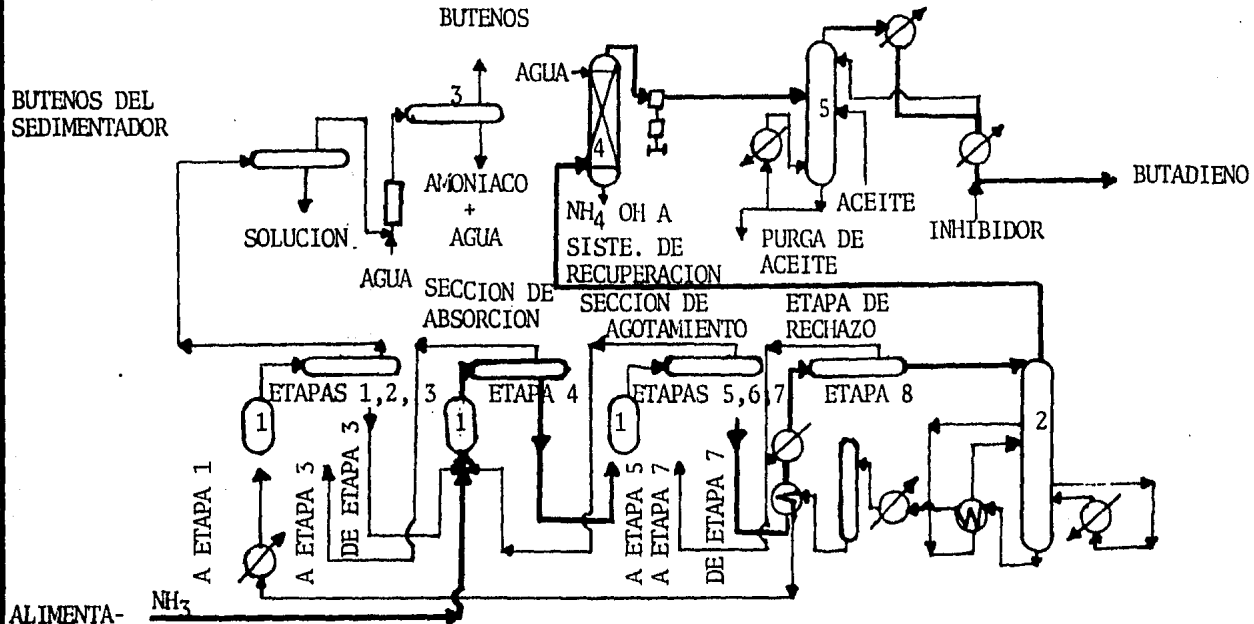 BUTENOS
BUTENOS DEL
SEDIMENTADOR
3
AGUA
4
5
BUTADIENO
SOLUCION.
AMONIACO
+
AGUA
AGUA
NH4 OH A
SISTE. DE
RECUPERACION
PURGA DE
ACEITE
ACEITE
INHIBIDOR
SECCION DE
ABSORCION
SECCION DE
AGOTAMIENTO
ETAPA DE
RECHAZO
ETAPAS 1,2, 3
ETAPA 4
ETAPAS 5,6,7
ETAPA 8
1
1
1
2
A ETAPA 1
A ETAPA 3
DE ETAPA 3
A ETAPA 5
A ETAPA 7
DE ETAPA 7
ALIMENTA-
NH3